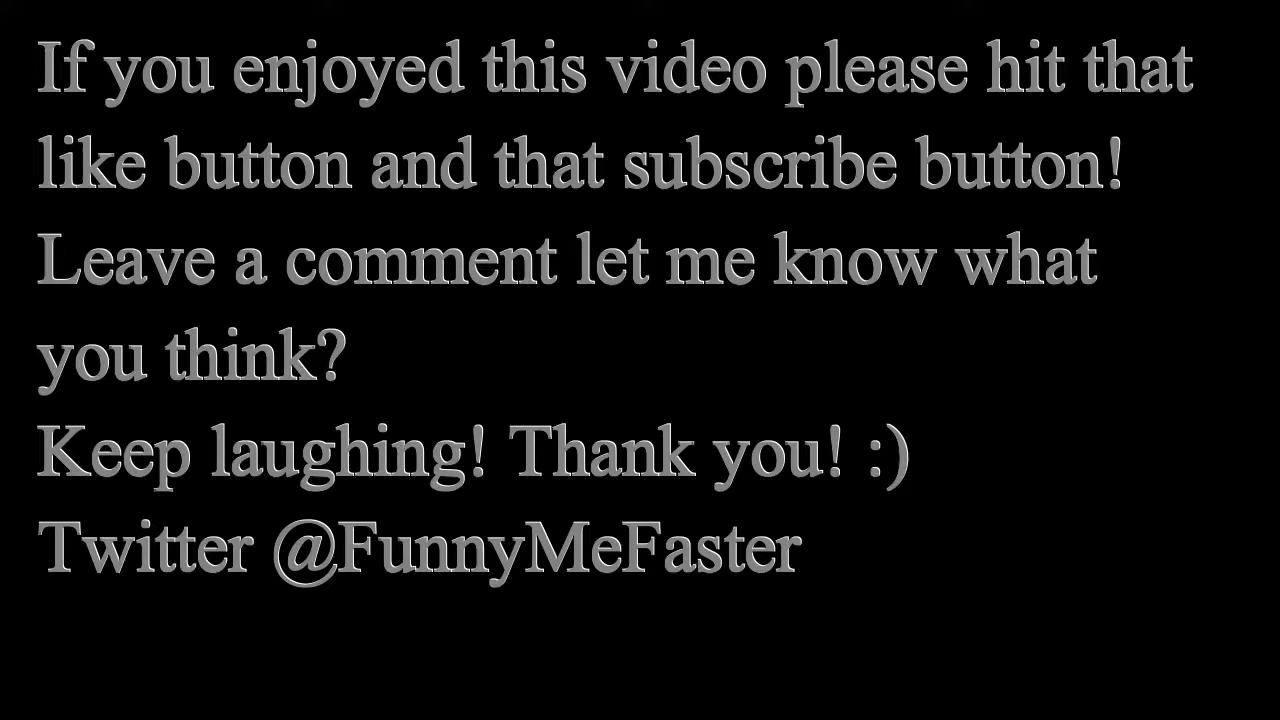 If you enjoyed this video please hit that
like button and that subscribe button!
Leave a comment let me know what
you think?
Keep laughing! Thank you! :)
Twitter @FunnyMeFaster